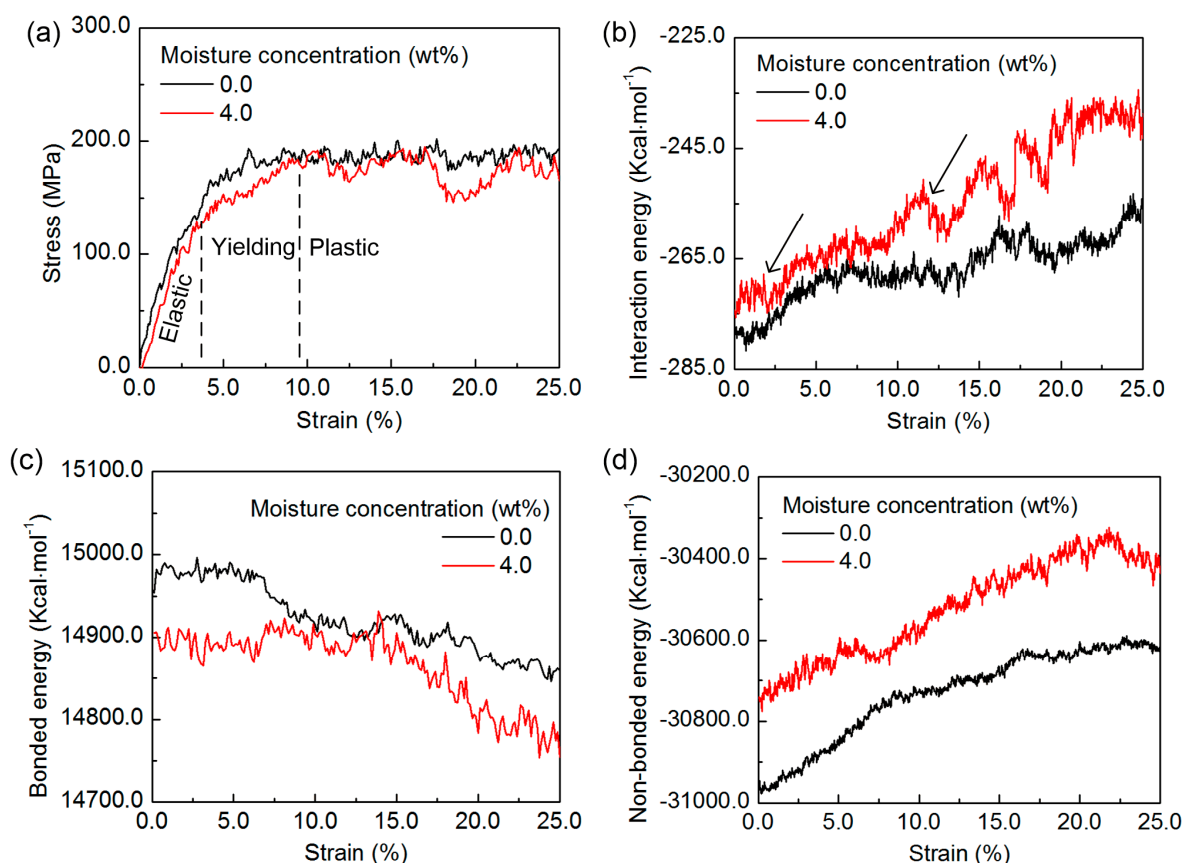 (a)
300.0
200.0
100.0
0.0
Stress (MPa)
Moisture concentration (wt%)
0.0
4.0
Elastic
Yielding
Plastic
0.0 5.0 10.0 15.0 20.0 25.0
Strain (%)
(b)
-225.0
-245.0
-265.0
-285.0
Interaction energy (Kcal·mol⁻¹)
Moisture concentration (wt%)
0.0
4.0
0.0 5.0 10.0 15.0 20.0 25.0
Strain (%)
(c)
15100.0
15000.0
14900.0
14800.0
14700.0
Bonded energy (Kcal·mol⁻¹)
Moisture concentration (wt%)
0.0
4.0
0.0 5.0 10.0 15.0 20.0 25.0
Strain (%)
(d)
-30200.0
-30400.0
-30600.0
-30800.0
-31000.0
Non-bonded energy (Kcal·mol⁻¹)
Moisture concentration (wt%)
0.0
4.0
0.0 5.0 10.0 15.0 20.0 25.0
Strain (%)